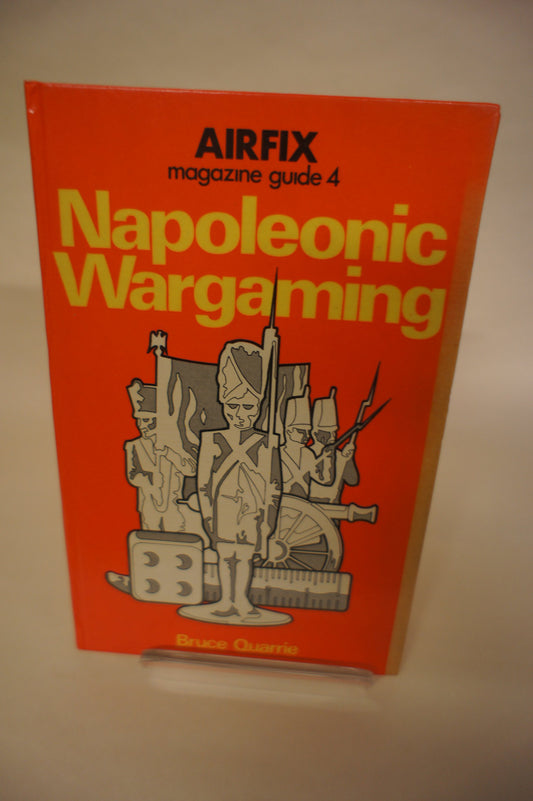 AIRFIX
magazine guide 4
Napoleonic
Wargaming
Bruce Quarrie